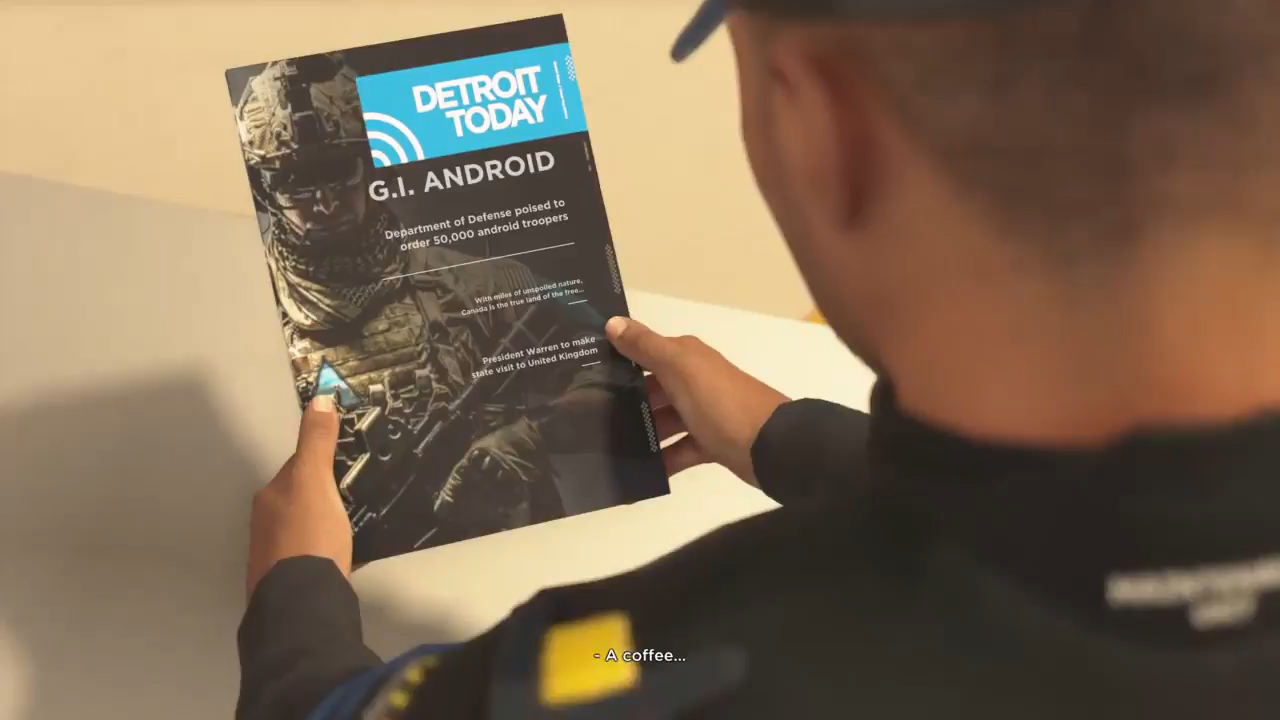 DETROIT
TODAY
G.I. ANDROID
Department of Defense poised to
order 50,000 android troopers
With miles of unspoiled nature,
Canada is the true land of the free...
President Warren to make
state visit to United Kingdom
- A coffee...